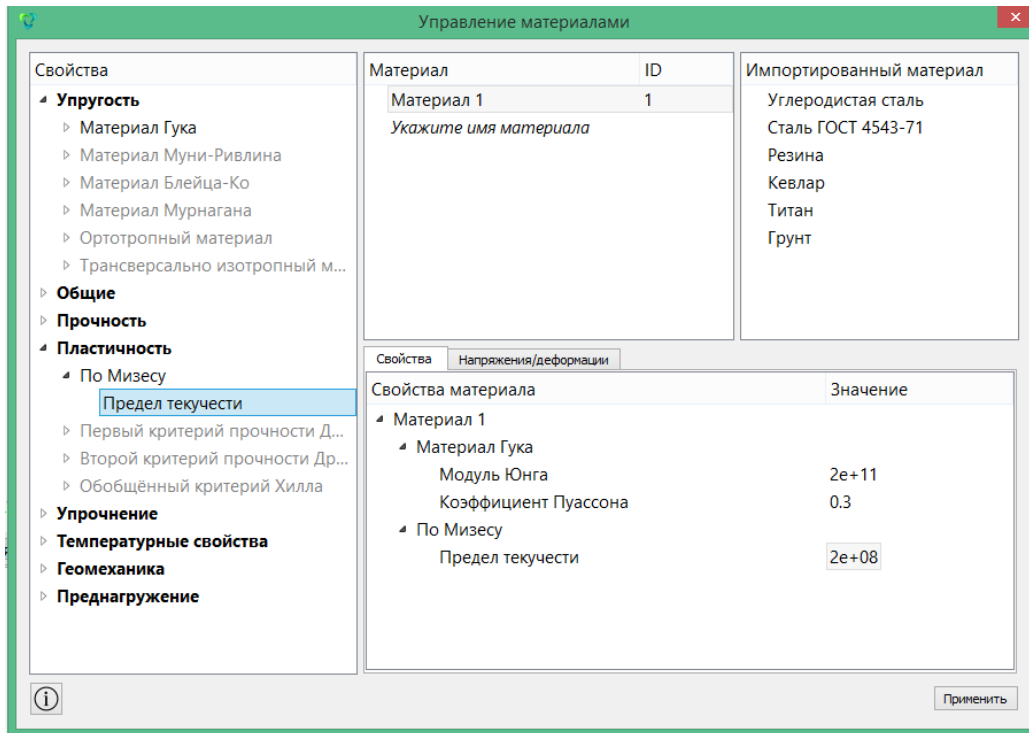 Управление материалами
Свойства
Упругость
Материал Гука
Материал Муни-Ривлина
Материал Блейца-Ко
Материал Мурнагана
Ортотропный материал
Трансверсально изотропный м...
Общие
Прочность
Пластичность
По Мизесу
Предел текучести
Первый критерий прочности Д...
Второй критерий прочности Др...
Обобщённый критерий Хилла
Упрочнение
Температурные свойства
Геомеханика
Преднагружение
Материал ID
Материал 1 1
Укажите имя материала
Импортированный материал
Углеродистая сталь
Сталь ГОСТ 4543-71
Резина
Кевлар
Титан
Грунт
Свойства Напряжения/деформации
Свойства материала Значение
Материал 1
Материал Гука
Модуль Юнга 2e+11
Коэффициент Пуассона 0.3
По Мизесу
Предел текучести 2e+08
Применить